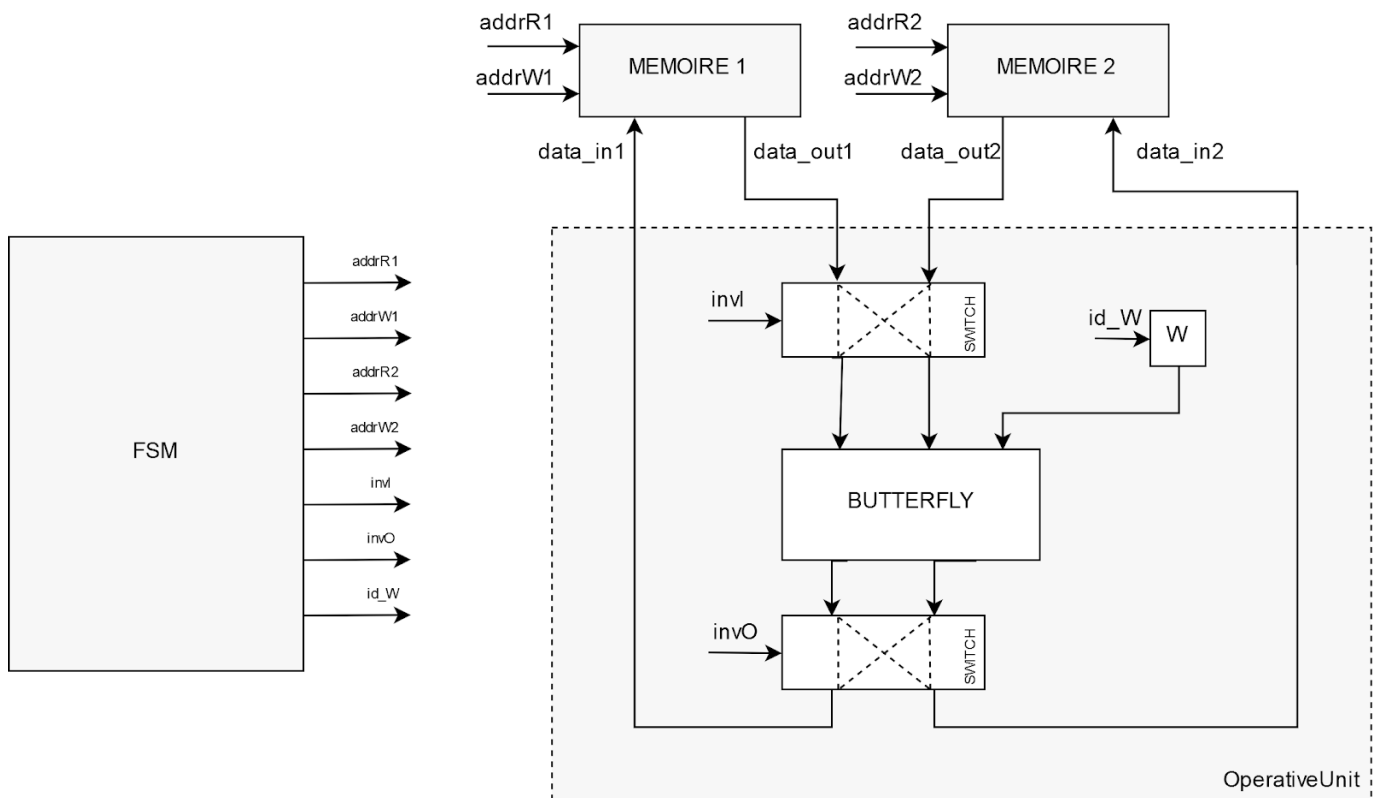 addrR1
addrW1
MEMOIRE 1
addrR2
addrW2
MEMOIRE 2
data_in1
data_out1
data_out2
data_in2
FSM
addrR1
addrW1
addrR2
addrW2
invI
invO
id_W
invI
SWITCH
id_W
W
BUTTERFLY
invO
SWITCH
OperativeUnit